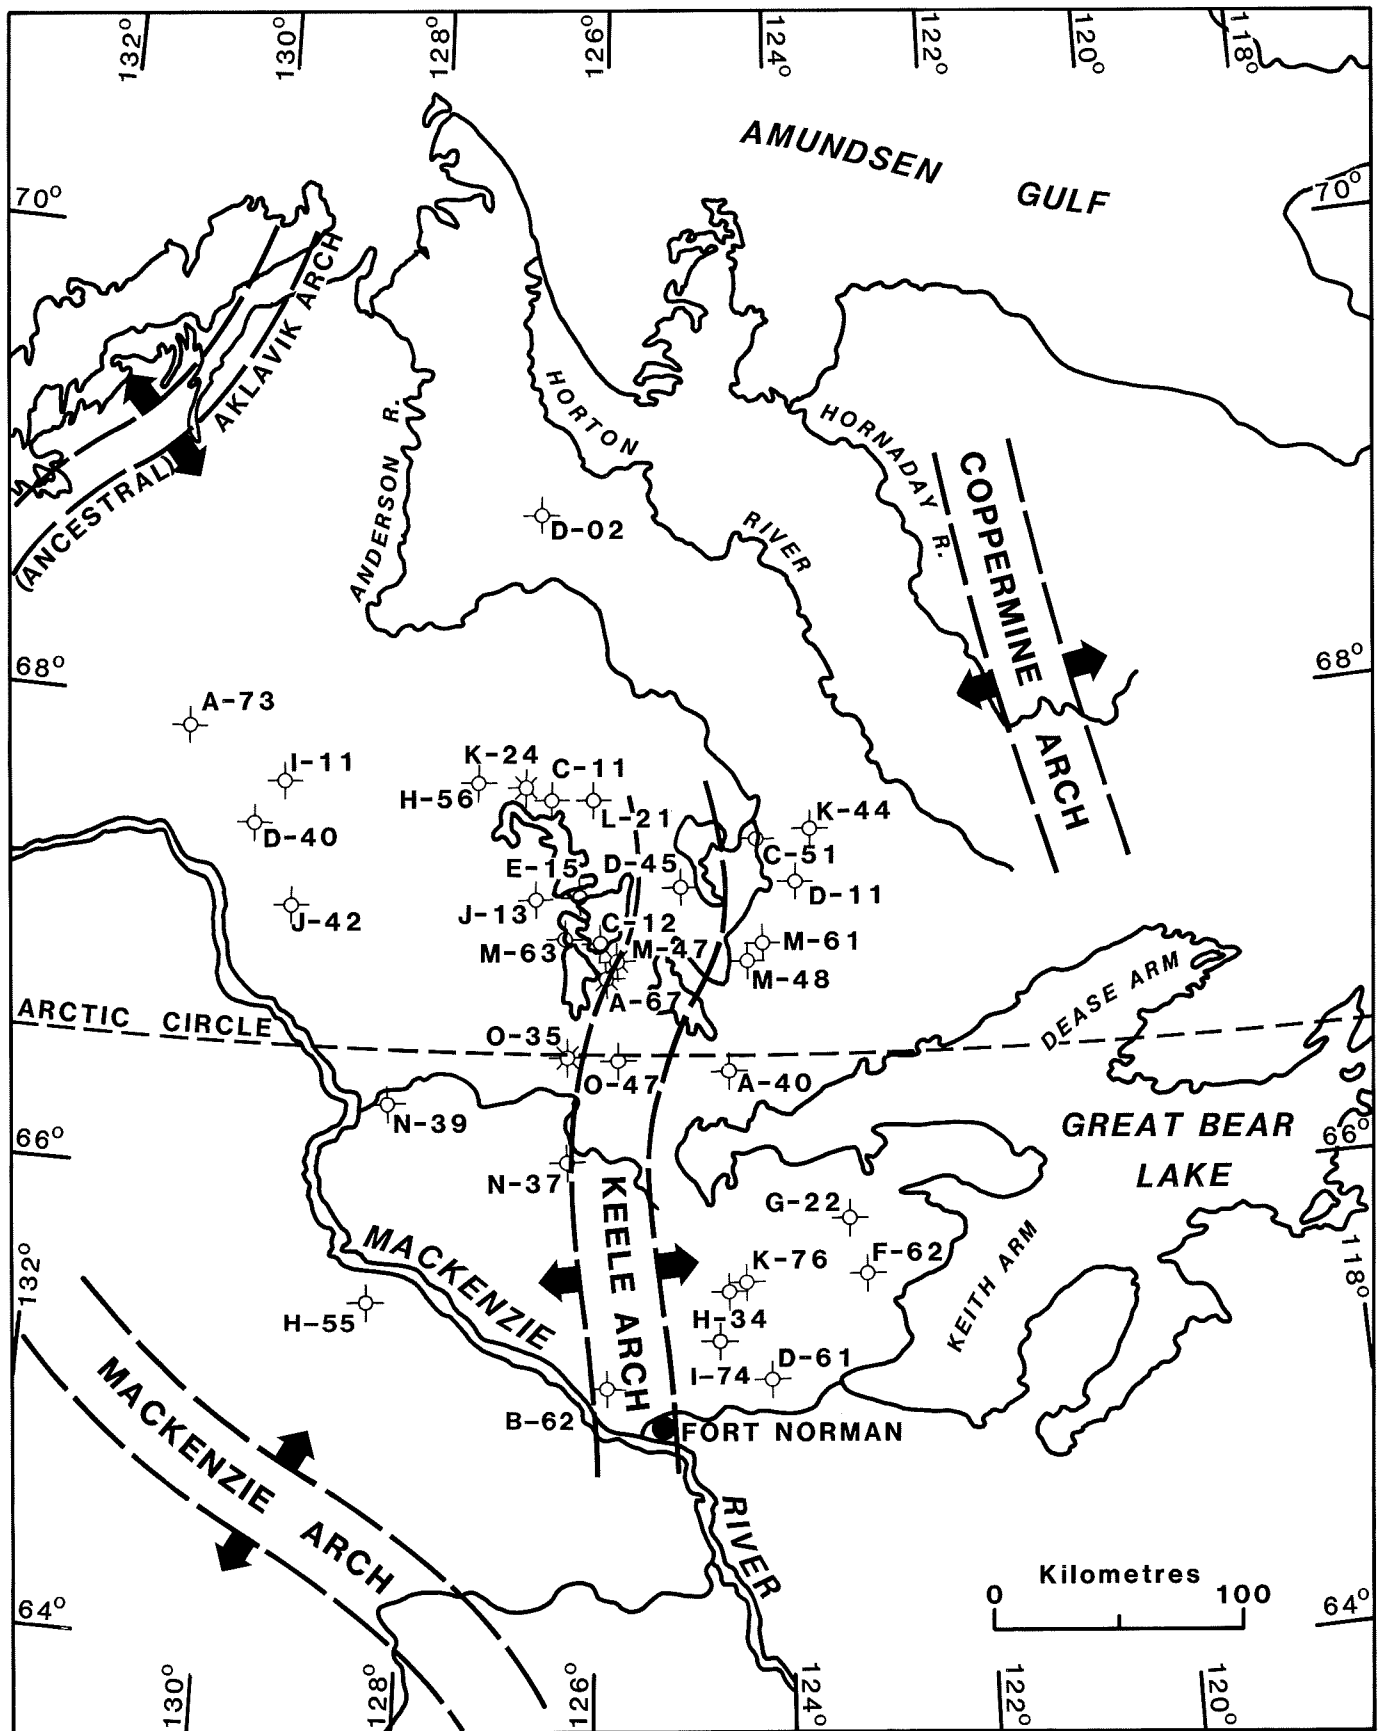 132°
130°
128°
126°
124°
122°
120°
118°
AMUNDSEN
GULF
70°
70°
(ANCESTRAL) AKLAVIK ARCH
ANDERSON R.
HORTON
RIVER
HORNADAY R.
COPPERMINE
ARCH
D-02
68°
68°
A-73
I-11
K-24
C-11
H-56
L-21
K-44
D-40
C-51
E-15
D-45
D-11
J-42
J-13
C-12
M-63
M-47
M-61
M-48
A-67
DEASE ARM
ARCTIC CIRCLE
O-35
O-47
A-40
N-39
GREAT BEAR
LAKE
66°
66°
N-37
KEELE ARCH
G-22
MACKENZIE
K-76
F-62
KEITH ARM
132°
118°
H-55
H-34
I-74
D-61
B-62
FORT NORMAN
MACKENZIE ARCH
RIVER
Kilometres
0
100
64°
64°
130°
128°
126°
124°
122°
120°